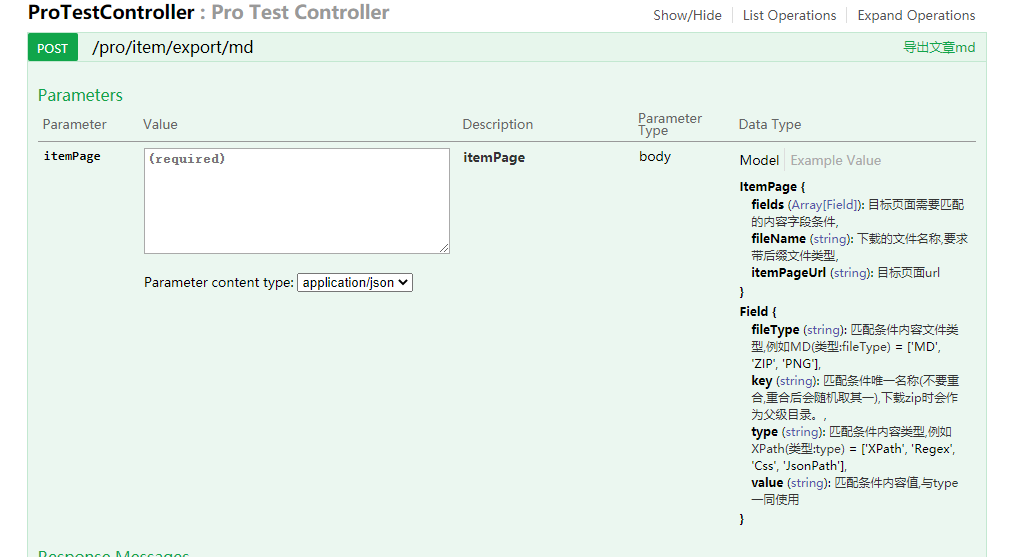 ProTestController : Pro Test Controller
Show/Hide List Operations Expand Operations
POST /pro/item/export/md 导出文章md
Parameters
Parameter Value Description Parameter Type Data Type
itemPage (required) itemPage body Model Example Value
Parameter content type: application/json
ItemPage {
fields (Array[Field]): 目标页面需要匹配
的内容字段条件,
fileName (string): 下载的文件名称,要求
带后缀文件类型,
itemPageUrl (string): 目标页面url
}
Field {
fileType (string): 匹配条件内容文件类
型,例如MD(类型:fileType) = ['MD',
'ZIP', 'PNG'],
key (string): 匹配条件唯一名称(不要重
合,重合后会随机取其一),下载zip时会作
为父级目录。,
type (string): 匹配条件内容类型,例如
XPath(类型:type) = ['XPath', 'Regex',
'Css', 'JsonPath'],
value (string): 匹配条件内容值,与type
一同使用
}
Response Messages